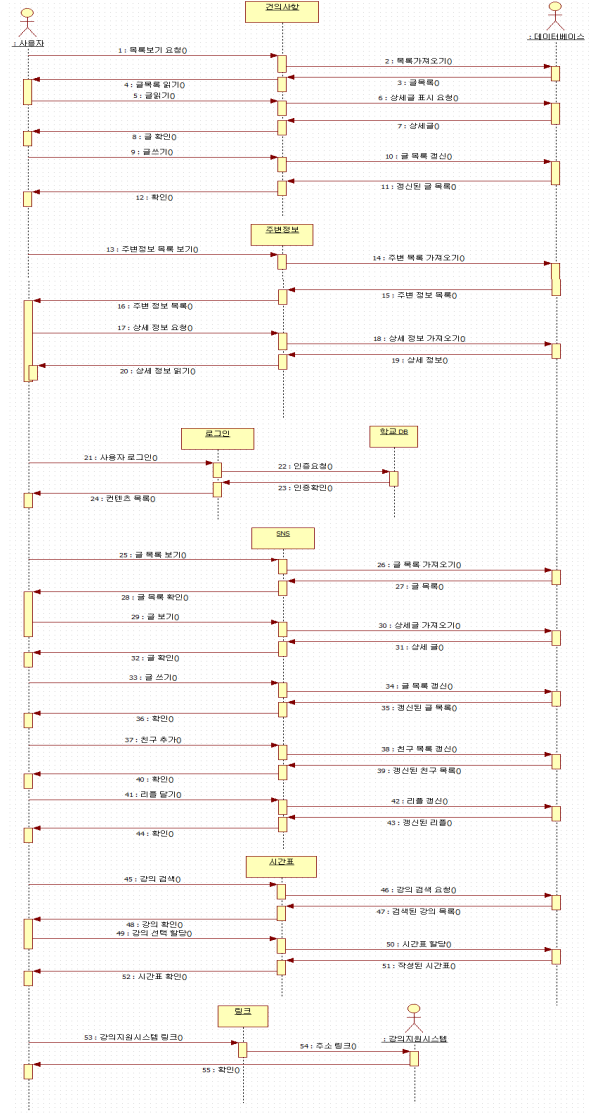 건의사항
: 사용자
: 데이터베이스
1 : 목록보기 요청()
2 : 목록가져오기()
3 : 글목록()
4 : 글목록 읽기()
5 : 글읽기()
6 : 상세글 표시 요청()
7 : 상세글()
8 : 글 확인()
9 : 글쓰기()
10 : 글 목록 갱신()
11 : 갱신된 글 목록()
12 : 확인()
주변정보
13 : 주변정보 목록 보기()
14 : 주변 목록 가져오기()
15 : 주변 정보 목록()
16 : 주변 정보 목록()
17 : 상세 정보 요청()
18 : 상세 정보 가져오기()
19 : 상세 정보()
20 : 상세 정보 읽기()
로그인
학교 DB
21 : 사용자 로그인()
22 : 인증요청()
23 : 인증확인()
24 : 컨텐츠 목록()
SNS
25 : 글 목록 보기()
26 : 글 목록 가져오기()
27 : 글 목록()
28 : 글 목록 확인()
29 : 글 보기()
30 : 상세글 가져오기()
31 : 상세 글()
32 : 글 확인()
33 : 글 쓰기()
34 : 글 목록 갱신()
35 : 갱신된 글 목록()
36 : 확인()
37 : 친구 추가()
38 : 친구 목록 갱신()
39 : 갱신된 친구 목록()
40 : 확인()
41 : 리플 달기()
42 : 리플 갱신()
43 : 갱신된 리플()
44 : 확인()
시간표
45 : 강의 검색()
46 : 강의 검색 요청()
47 : 검색된 강의 목록()
48 : 강의 확인()
49 : 강의 선택 할당()
50 : 시간표 할당()
51 : 작성된 시간표()
52 : 시간표 확인()
링크
: 강의지원시스템
53 : 강의지원시스템 링크()
54 : 주소 링크()
55 : 확인()